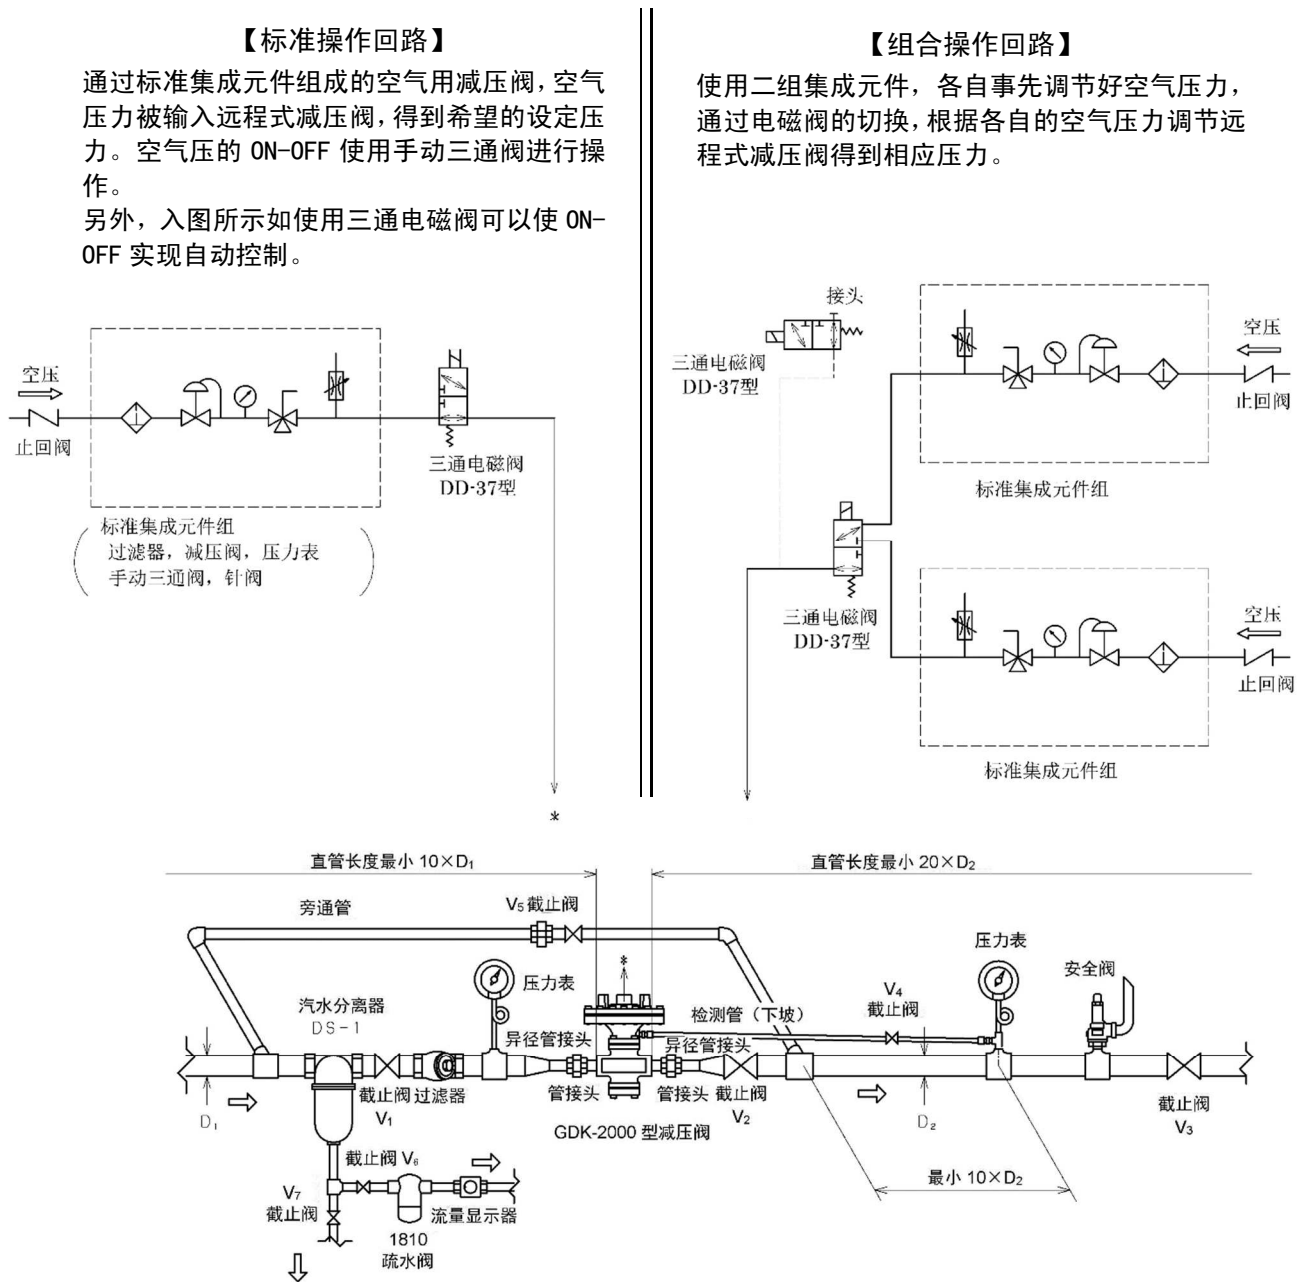 【标准操作回路】
通过标准集成元件组成的空气用减压阀,空气
压力被输入远程式减压阀,得到希望的设定压
力。空气压的 ON-OFF 使用手动三通阀进行操
作。
另外，入图所示如使用三通电磁阀可以使 ON-
OFF 实现自动控制。
空压
止回阀
三通电磁阀
DD-37型
标准集成元件组
过滤器，减压阀，压力表
手动三通阀，针阀
*
【组合操作回路】
使用二组集成元件，各自事先调节好空气压力，
通过电磁阀的切换,根据各自的空气压力调节远
程式减压阀得到相应压力。
接头
三通电磁阀
DD-37型
空压
止回阀
标准集成元件组
三通电磁阀
DD-37型
空压
止回阀
标准集成元件组
直管长度最小 10×D₁
直管长度最小 20×D₂
旁通管
V₅ 截止阀
压力表
*
压力表
安全阀
汽水分离器
DS-1
V₄
截止阀
检测管（下坡）
异径管接头
异径管接头
D₁
截止阀
V₁
过滤器
管接头
管接头
截止阀
V₂
D₂
截止阀
V₃
GDK-2000 型减压阀
截止阀 V₆
最小 10×D₂
V₇
截止阀
流量显示器
1810
疏水阀